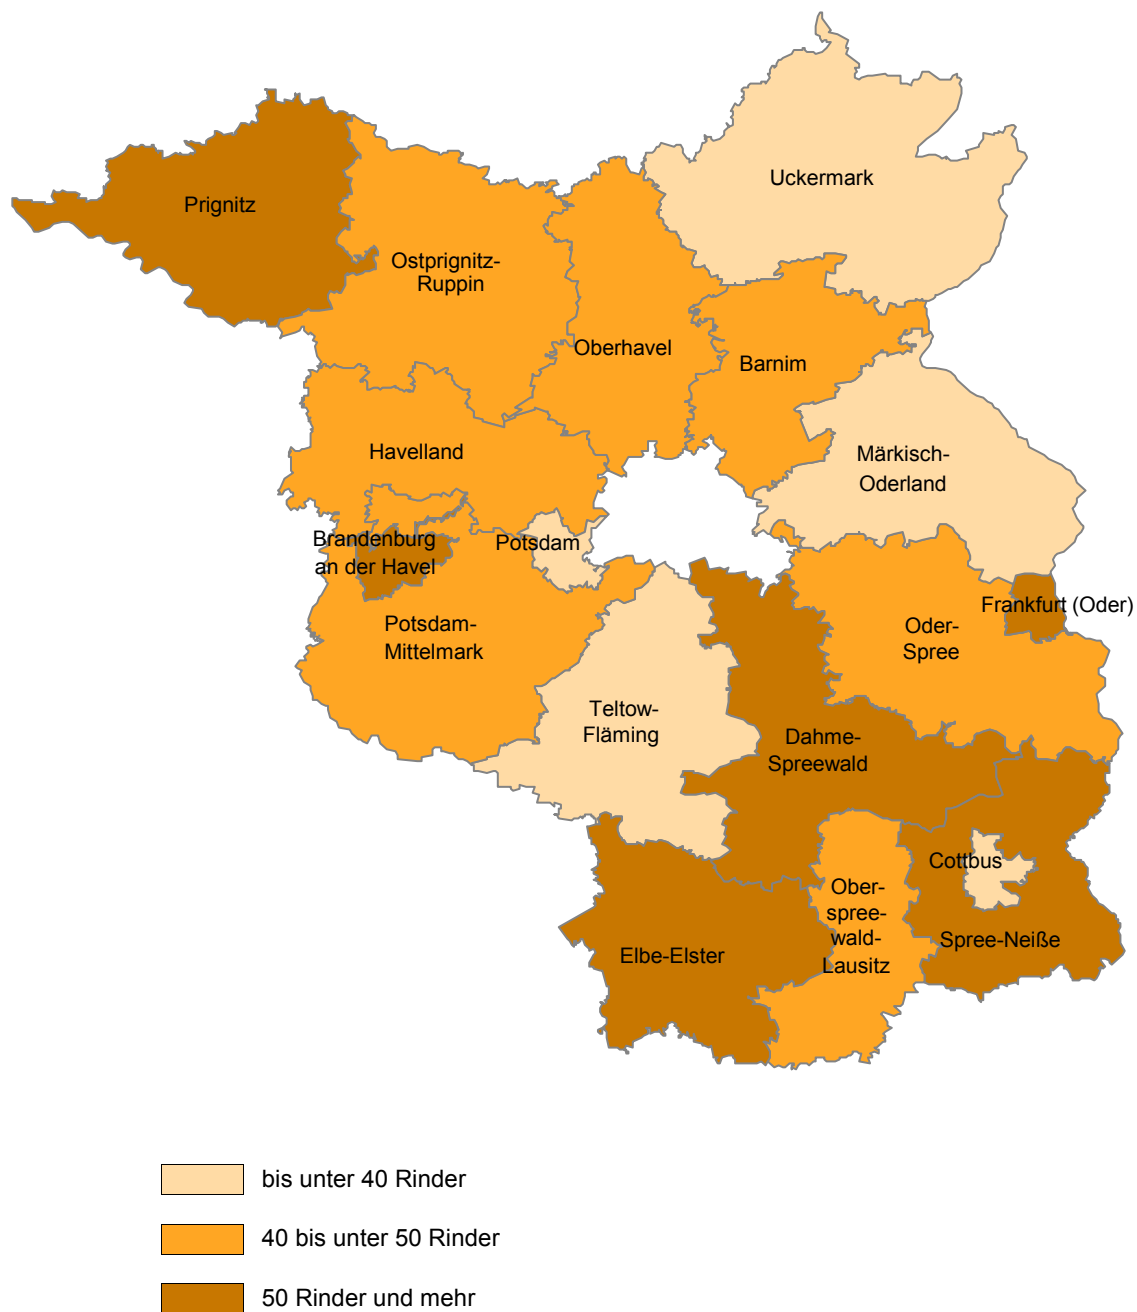 Uckermark
Prignitz
Ostprignitz-
Ruppin
Oberhavel
Barnim
Havelland
Märkisch-
Oderland
Brandenburg
an der Havel
Potsdam
Frankfurt (Oder)
Potsdam-
Mittelmark
Oder-
Spree
Teltow-
Fläming
Dahme-
Spreewald
Cottbus
Ober-
spree-
wald-
Lausitz
Spree-Neiße
Elbe-Elster
bis unter 40 Rinder
40 bis unter 50 Rinder
50 Rinder und mehr